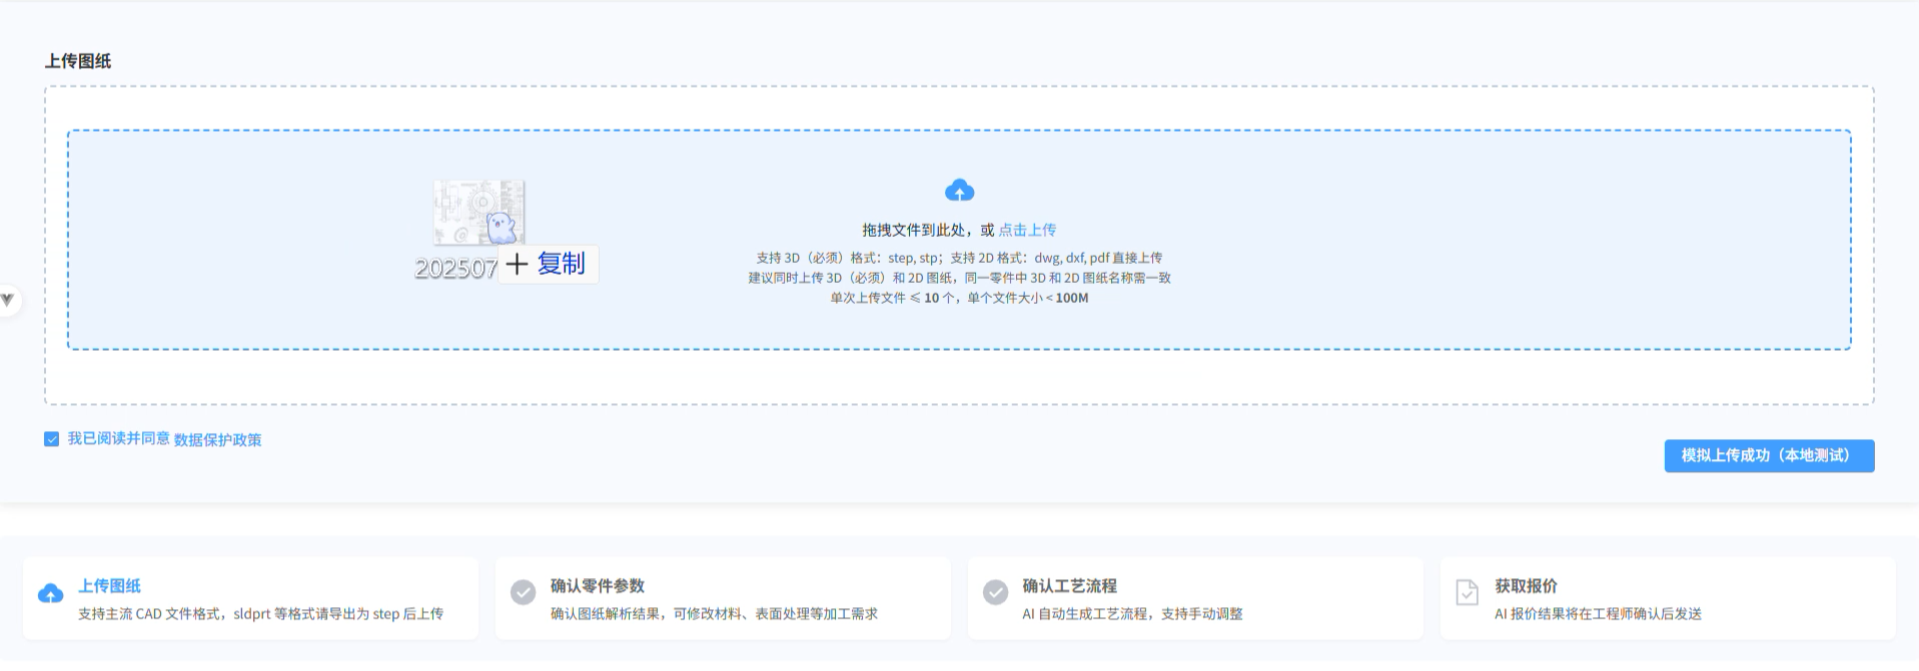 上传图纸
202507
复制
拖拽文件到此处，或 点击上传
支持 3D（必须）格式：step, stp；支持 2D 格式：dwg, dxf, pdf 直接上传
建议同时上传 3D（必须）和 2D 图纸，同一零件中 3D 和 2D 图纸名称需一致
单次上传文件 ≤ 10 个，单个文件大小 < 100M
我已阅读并同意 数据保护政策
模拟上传成功（本地测试）
上传图纸
支持主流 CAD 文件格式，sldprt 等格式请导出为 step 后上传
确认零件参数
确认图纸解析结果，可修改材料、表面处理等加工需求
确认工艺流程
AI 自动生成工艺流程，支持手动调整
获取报价
AI 报价结果将在工程师确认后发送